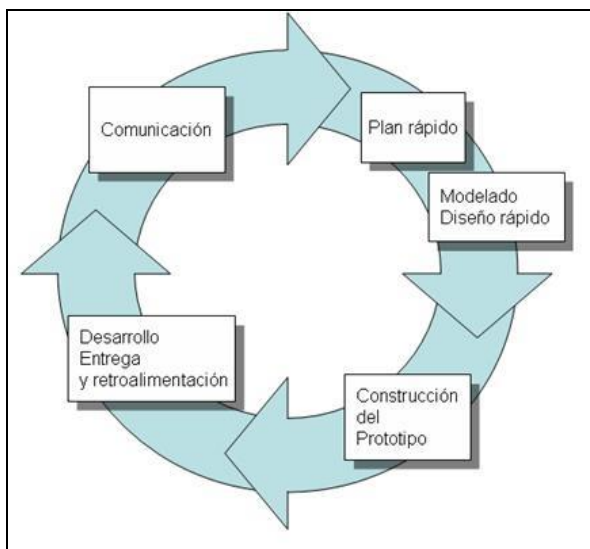 Comunicación
Plan rápido
Modelado
Diseño rápido
Construcción
del
Prototipo
Desarrollo
Entrega
y retroalimentación